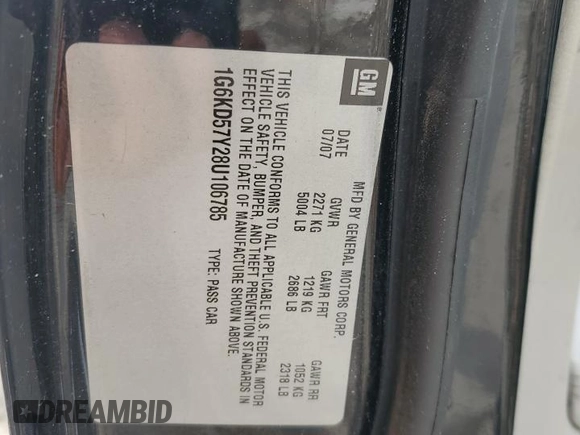 GM
MFD BY GENERAL MOTORS CORP.
DATE GVWR GAWR FRT GAWR RR
07/07 2271 KG 1219 KG 1052 KG
5004 LB 2686 LB 2318 LB
THIS VEHICLE CONFORMS TO ALL APPLICABLE U.S. FEDERAL MOTOR
VEHICLE SAFETY, BUMPER, AND THEFT PREVENTION STANDARDS IN
EFFECT ON THE DATE OF MANUFACTURE SHOWN ABOVE.
1G6KD57Y28U106785 TYPE: PASS CAR
DREAMBID